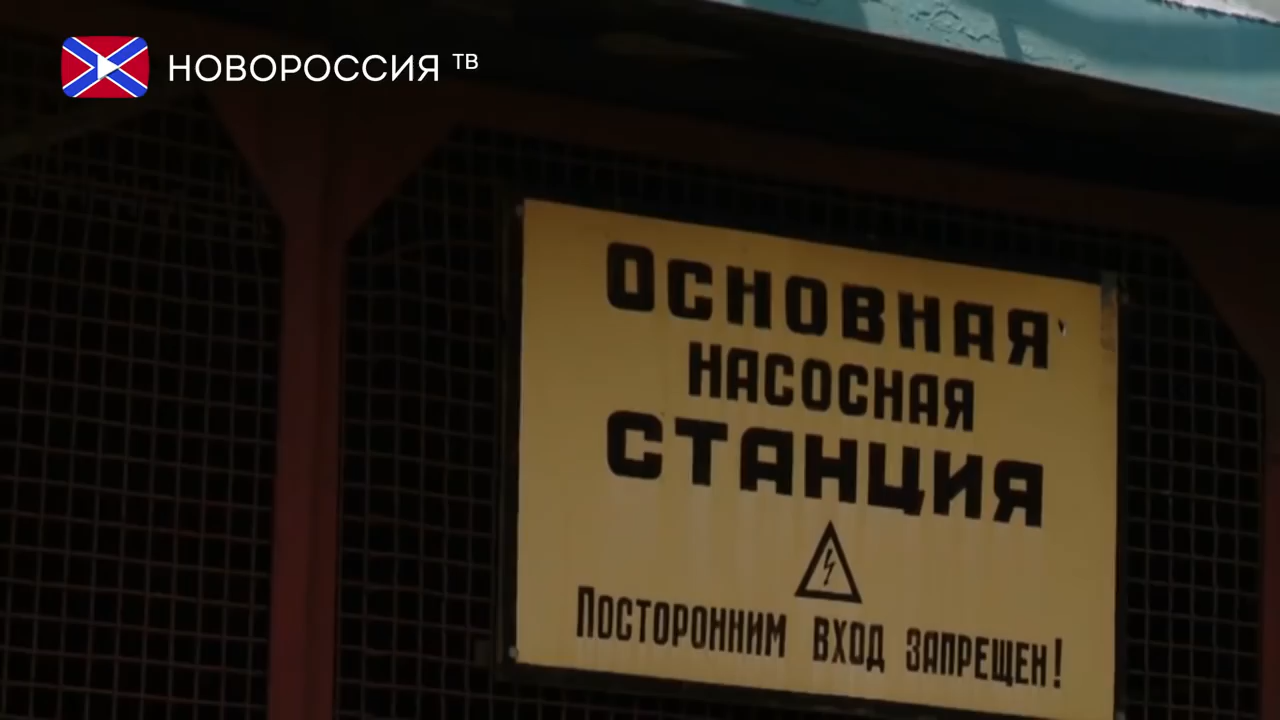 НОВОРОССИЯ ТВ
ОСНОВНАЯ
НАСОСНАЯ
СТАНЦИЯ
ПОСТОРОННИМ ВХОД ЗАПРЕЩЕН!